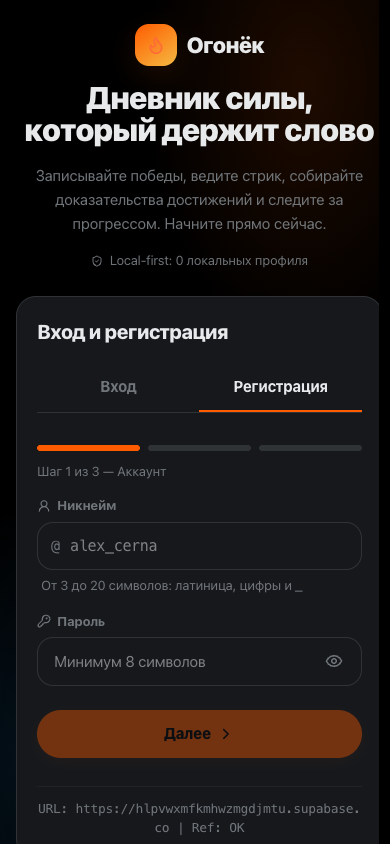 Огонёк
Дневник силы,
который держит слово
Записывайте победы, ведите стрик, собирайте
доказательства достижений и следите за
прогрессом. Начните прямо сейчас.
Local-first: 0 локальных профиля
Вход и регистрация
Вход
Регистрация
Шаг 1 из 3 — Аккаунт
Никнейм
@ alex_cerna
От 3 до 20 символов: латиница, цифры и _
Пароль
Минимум 8 символов
Далее
URL: https://hlpvwxmfkmhwzmgdjmtu.supabase.
co | Ref: OK